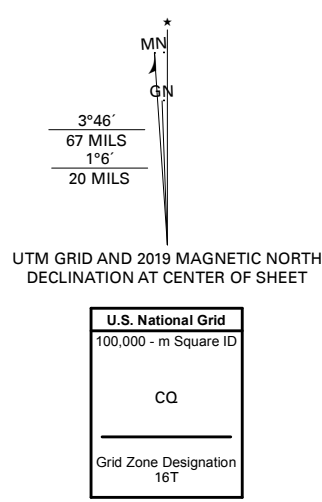 ★
MN
GN
3°46´
67 MILS
1°6´
20 MILS
UTM GRID AND 2019 MAGNETIC NORTH
DECLINATION AT CENTER OF SHEET
U.S. National Grid
100,000 - m Square ID
CQ
Grid Zone Designation
16T